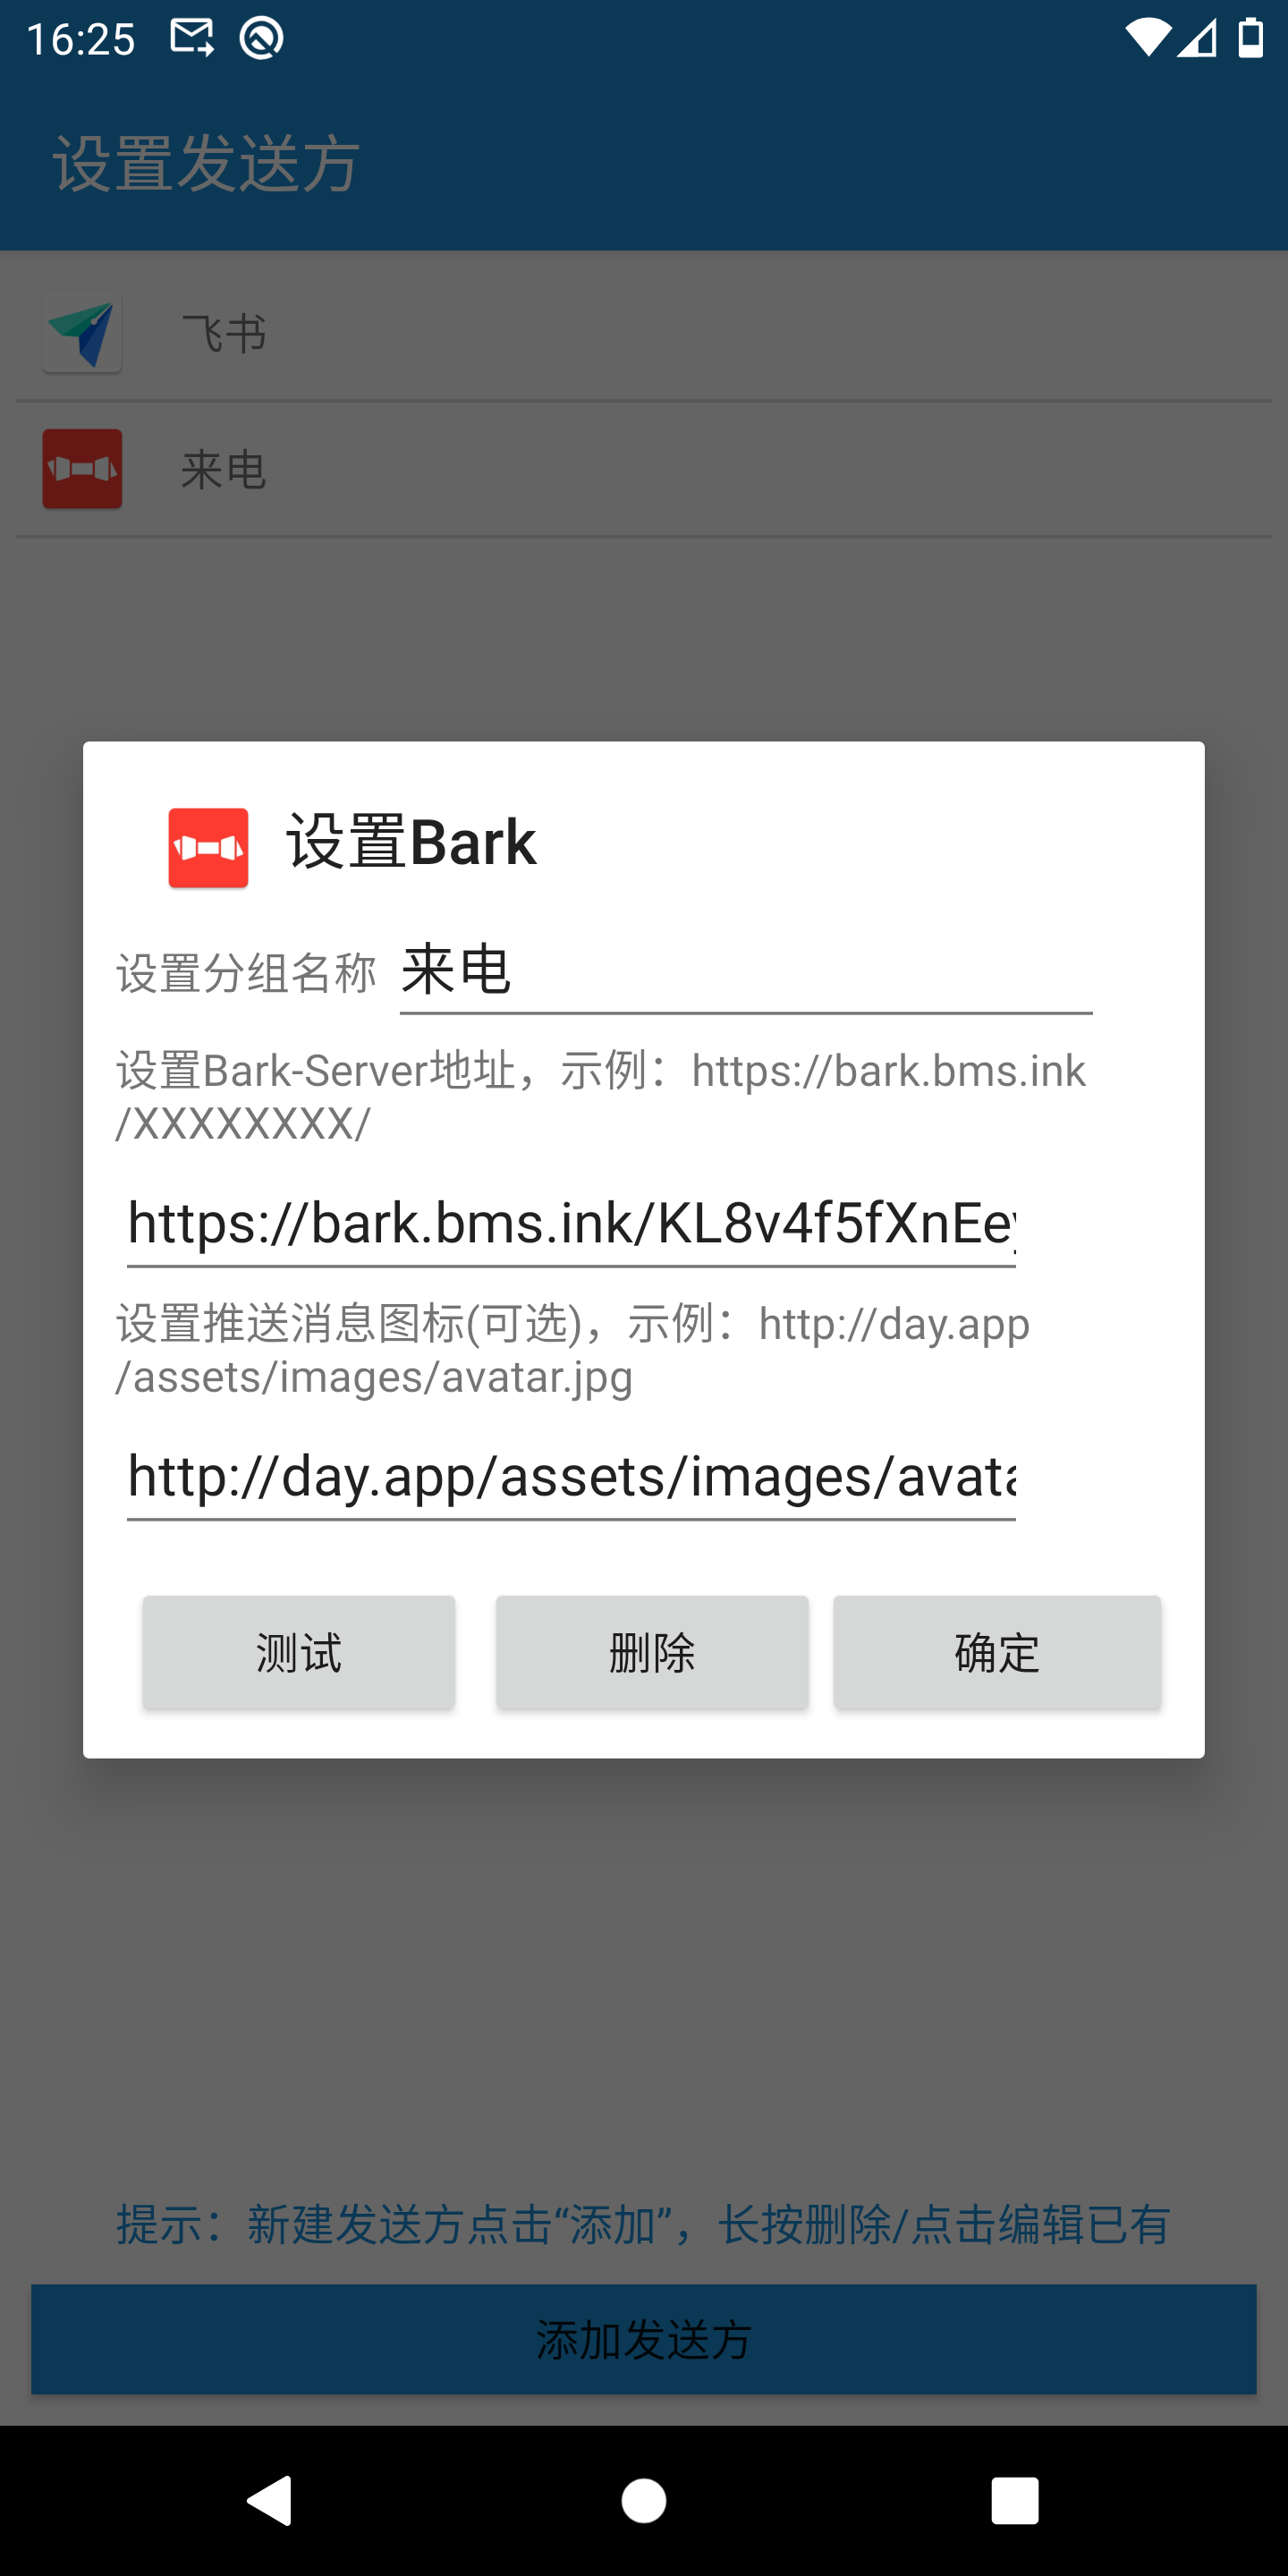 16:25
设置发送方
飞书
来电
设置Bark
设置分组名称 来电
设置Bark-Server地址，示例：https://bark.bms.ink
/XXXXXXXX/
https://bark.bms.ink/KL8v4f5fXnEey
设置推送消息图标(可选)，示例：http://day.app
/assets/images/avatar.jpg
http://day.app/assets/images/avata
测试 删除 确定
提示：新建发送方点击“添加”，长按删除/点击编辑已有
添加发送方